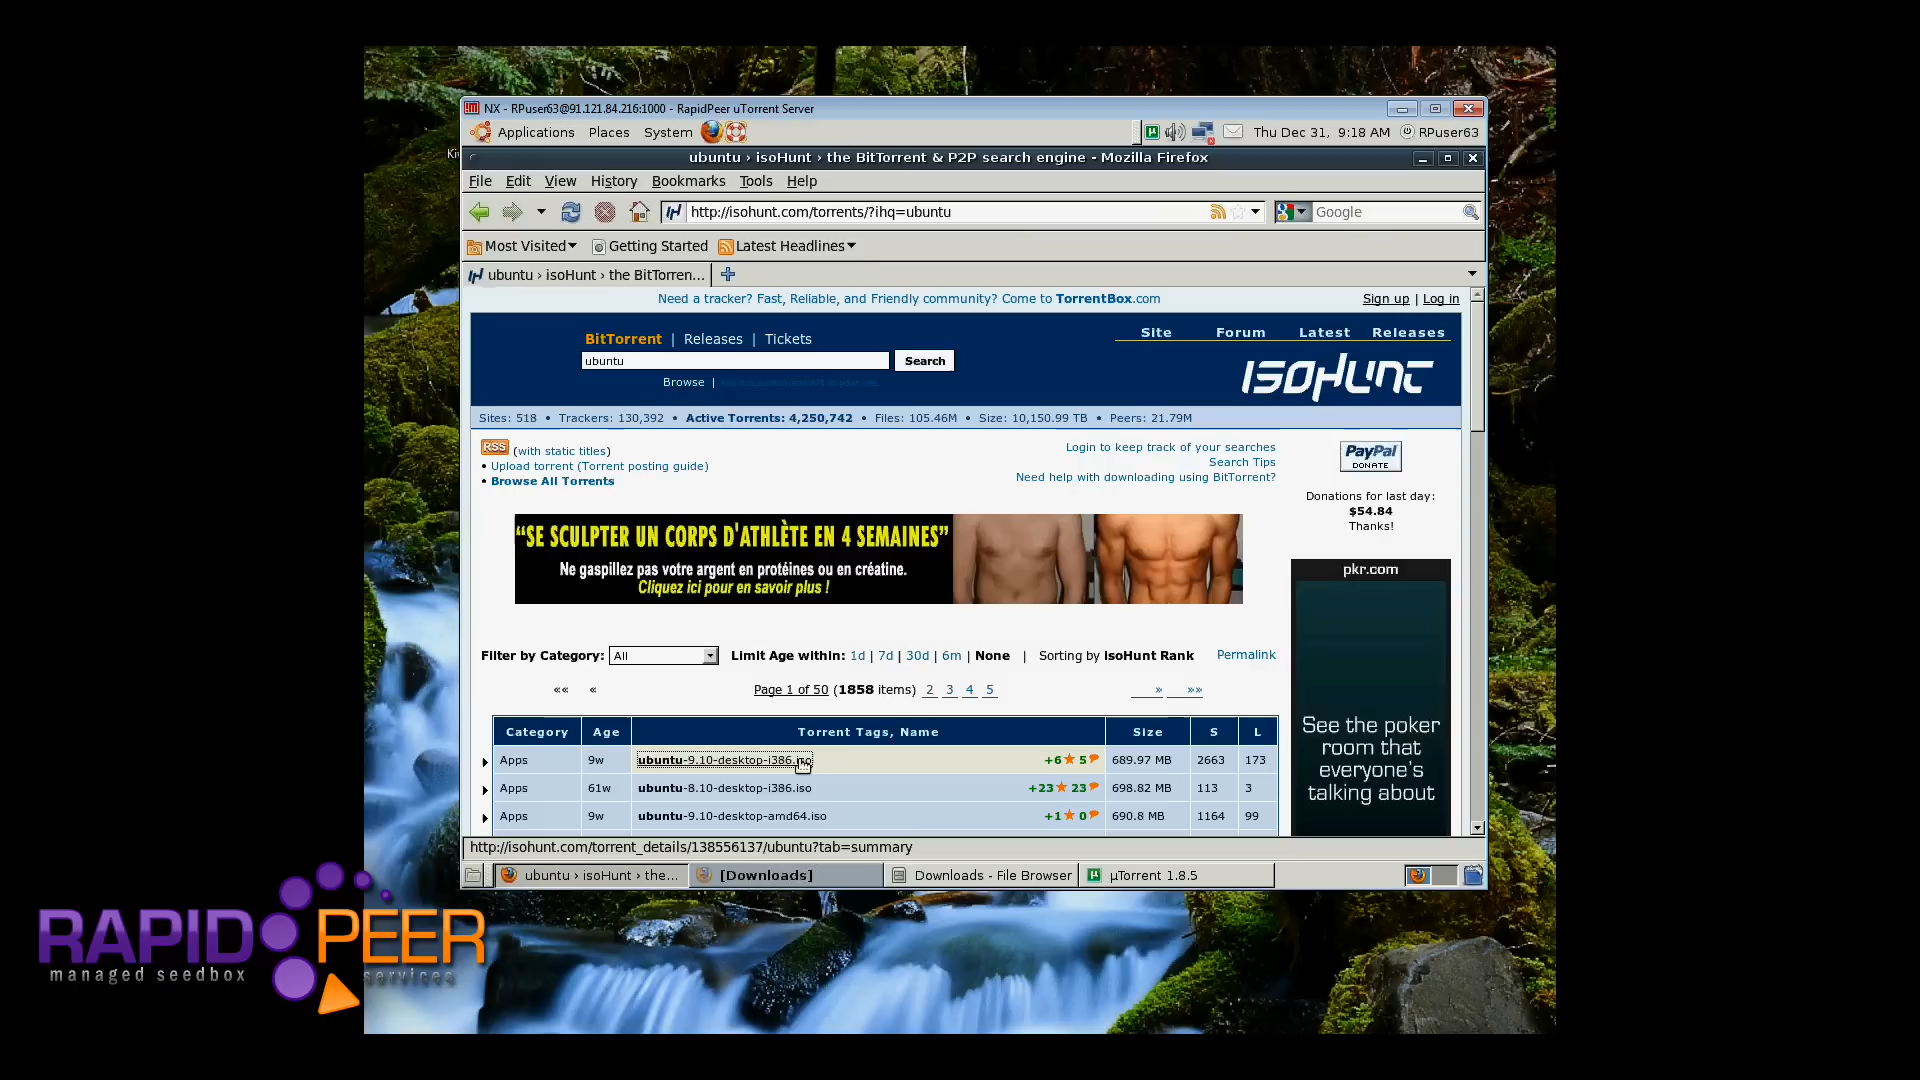 NX - RPuser63@91.121.84.216:1000 - RapidPeer uTorrent Server
Applications Places System Thu Dec 31, 9:18 AM RPuser63
ubuntu › isoHunt › the BitTorrent & P2P search engine - Mozilla Firefox
File Edit View History Bookmarks Tools Help
http://isohunt.com/torrents/?ihq=ubuntu Google
Most Visited Getting Started Latest Headlines
ubuntu › isoHunt › the BitTorren...
Need a tracker? Fast, Reliable, and Friendly community? Come to TorrentBox.com Sign up | Log in
BitTorrent | Releases | Tickets Site Forum Latest Releases
ubuntu Search
ISOHUNT
Browse |
Sites: 518 • Trackers: 130,392 • Active Torrents: 4,250,742 • Files: 105.46M • Size: 10,150.99 TB • Peers: 21.79M
RSS (with static titles)
• Upload torrent (Torrent posting guide)
• Browse All Torrents
Login to keep track of your searches
Search Tips
Need help with downloading using BitTorrent?
PayPal
DONATE
Donations for last day:
$54.84
Thanks!
“SE SCULPTER UN CORPS D'ATHLÈTE EN 4 SEMAINES”
Ne gaspillez pas votre argent en protéines ou en créatine.
Cliquez ici pour en savoir plus !
pkr.com
See the poker
room that
everyone's
talking about
Filter by Category: All Limit Age within: 1d | 7d | 30d | 6m | None | Sorting by isoHunt Rank Permalink
«« « Page 1 of 50 (1858 items) 2 3 4 5 » »»
Category Age Torrent Tags, Name Size S L
Apps 9w ubuntu-9.10-desktop-i386.iso +6 5 689.97 MB 2663 173
Apps 61w ubuntu-8.10-desktop-i386.iso +23 23 698.82 MB 113 3
Apps 9w ubuntu-9.10-desktop-amd64.iso +1 0 690.8 MB 1164 99
http://isohunt.com/torrent_details/138556137/ubuntu?tab=summary
ubuntu › isoHunt › the... [Downloads] Downloads - File Browser µTorrent 1.8.5
RAPID PEER
managed seedbox services